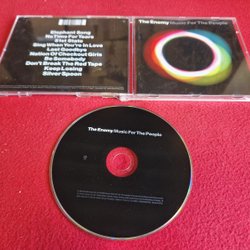 Elephant Song
No Time For Tears
51st State
Sing When You're In Love
Last Goodbye
Nation Of Checkout Girls
Be Somebody
Don't Break The Red Tape
Keep Losing
Silver Spoon
The Enemy Music For The People
The Enemy Music For The People